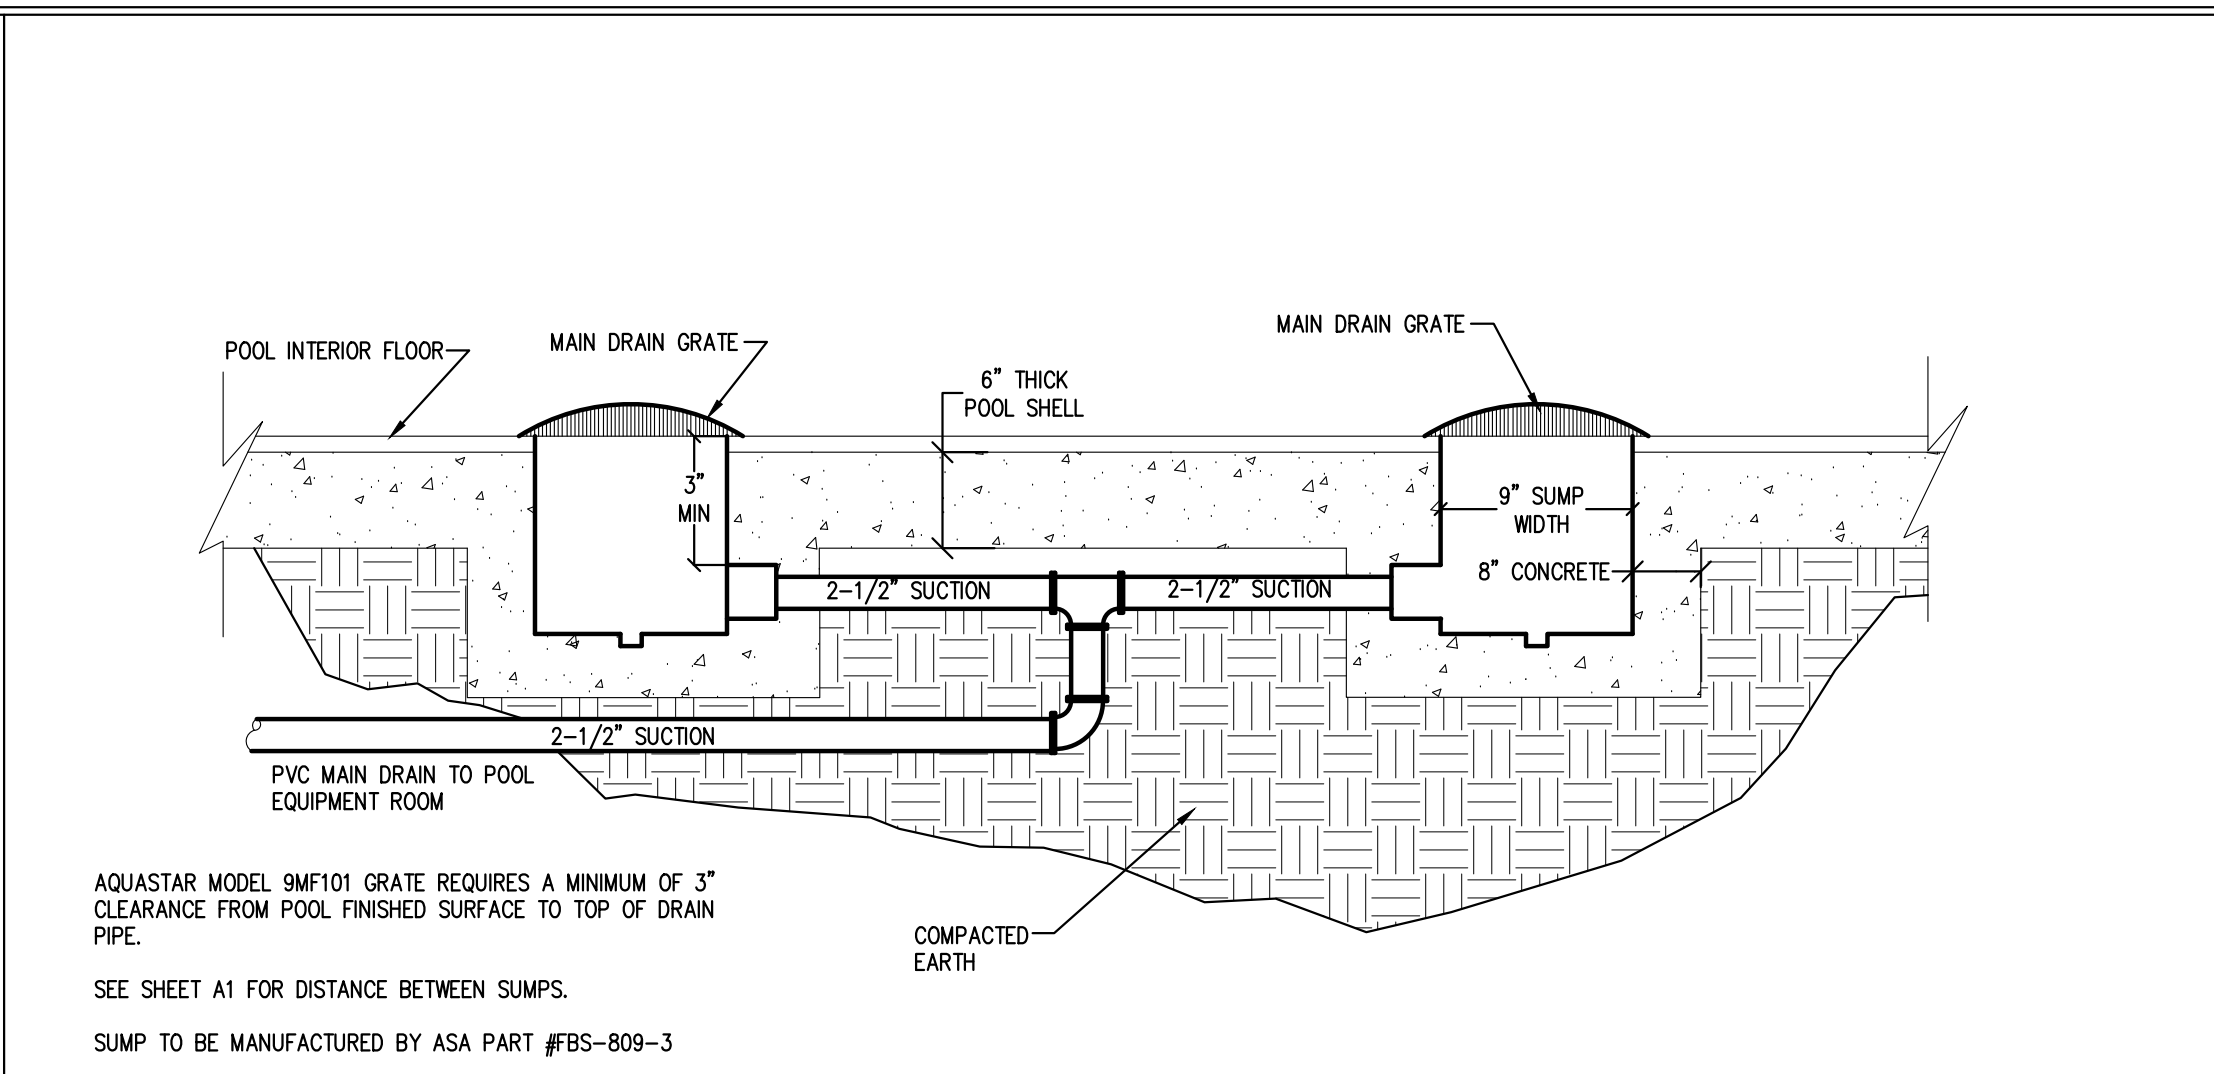 MAIN DRAIN GRATE
POOL INTERIOR FLOOR
MAIN DRAIN GRATE
6" THICK
POOL SHELL
3"
MIN
9" SUMP
WIDTH
8" CONCRETE
2-1/2" SUCTION
2-1/2" SUCTION
2-1/2" SUCTION
PVC MAIN DRAIN TO POOL
EQUIPMENT ROOM
AQUASTAR MODEL 9MF101 GRATE REQUIRES A MINIMUM OF 3"
CLEARANCE FROM POOL FINISHED SURFACE TO TOP OF DRAIN
PIPE.
COMPACTED
EARTH
SEE SHEET A1 FOR DISTANCE BETWEEN SUMPS.
SUMP TO BE MANUFACTURED BY ASA PART #FBS-809-3